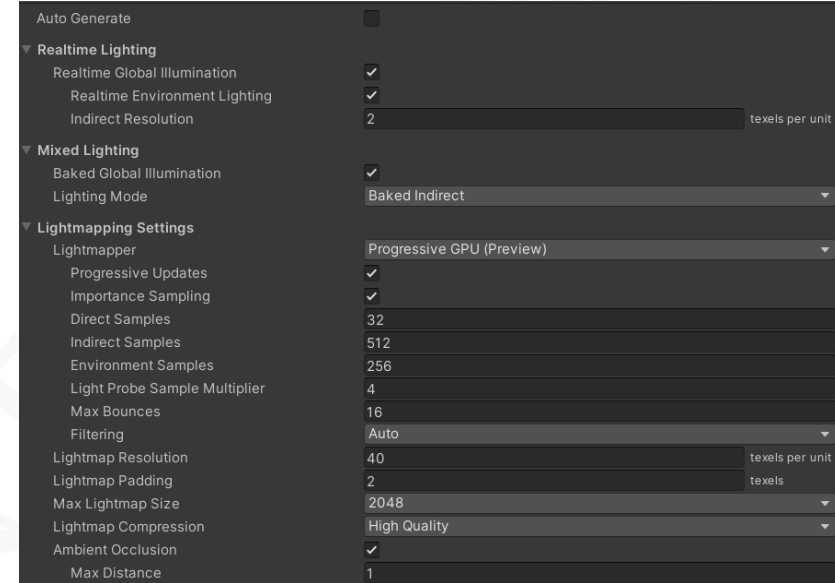 Auto Generate
Realtime Lighting
Realtime Global Illumination
Realtime Environment Lighting
Indirect Resolution 2 texels per unit
Mixed Lighting
Baked Global Illumination
Lighting Mode Baked Indirect
Lightmapping Settings
Lightmapper Progressive GPU (Preview)
Progressive Updates
Importance Sampling
Direct Samples 32
Indirect Samples 512
Environment Samples 256
Light Probe Sample Multiplier 4
Max Bounces 16
Filtering Auto
Lightmap Resolution 40 texels per unit
Lightmap Padding 2 texels
Max Lightmap Size 2048
Lightmap Compression High Quality
Ambient Occlusion
Max Distance 1